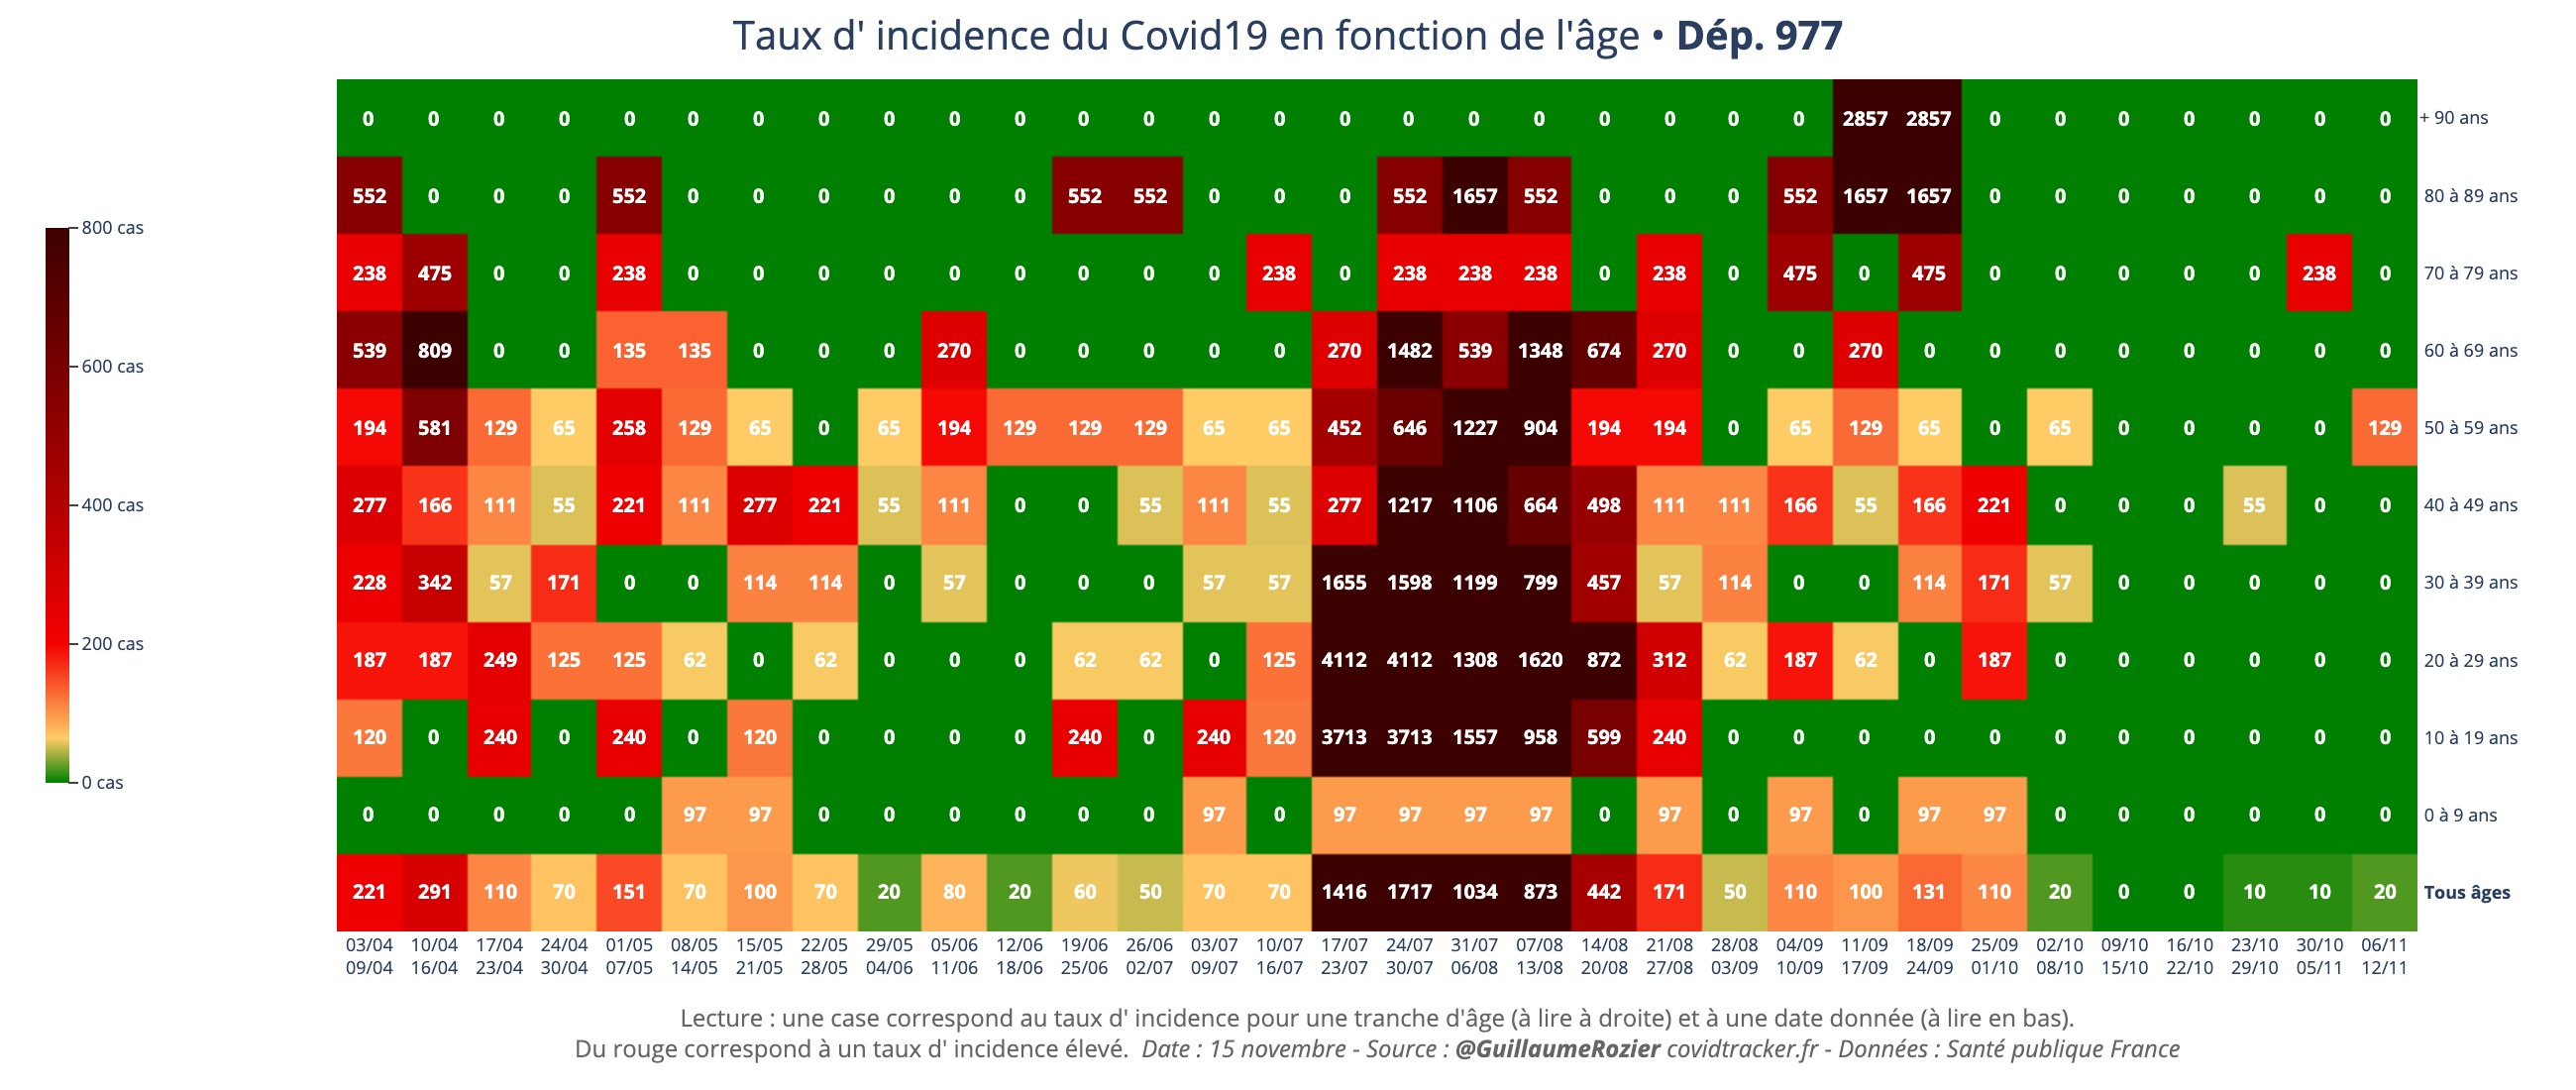 Taux d' incidence du Covid19 en fonction de l'âge • Dép. 977
0 0 0 0 0 0 0 0 0 0 0 0 0 0 0 0 0 0 0 0 0 0 0 2857 2857 0 0 0 0 0 0 0 + 90 ans
552 0 0 0 552 0 0 0 0 0 0 552 552 0 0 0 552 1657 552 0 0 0 552 1657 1657 0 0 0 0 0 0 0 80 à 89 ans
238 475 0 0 238 0 0 0 0 0 0 0 0 0 238 0 238 238 238 0 238 0 475 0 475 0 0 0 0 0 238 0 70 à 79 ans
539 809 0 0 135 135 0 0 0 270 0 0 0 0 0 270 1482 539 1348 674 270 0 0 270 0 0 0 0 0 0 0 0 60 à 69 ans
194 581 129 65 258 129 65 0 65 194 129 129 129 65 65 452 646 1227 904 194 194 0 65 129 65 0 65 0 0 0 0 129 50 à 59 ans
277 166 111 55 221 111 277 221 55 111 0 0 55 111 55 277 1217 1106 664 498 111 111 166 55 166 221 0 0 0 55 0 0 40 à 49 ans
228 342 57 171 0 0 114 114 0 57 0 0 0 57 57 1655 1598 1199 799 457 57 114 0 0 114 171 57 0 0 0 0 0 30 à 39 ans
187 187 249 125 125 62 0 62 0 0 0 62 62 0 125 4112 4112 1308 1620 872 312 62 187 62 0 187 0 0 0 0 0 0 20 à 29 ans
120 0 240 0 240 0 120 0 0 0 0 240 0 240 120 3713 3713 1557 958 599 240 0 0 0 0 0 0 0 0 0 0 0 10 à 19 ans
0 0 0 0 0 97 97 0 0 0 0 0 0 97 0 97 97 97 97 0 97 0 97 0 97 97 0 0 0 0 0 0 0 à 9 ans
221 291 110 70 151 70 100 70 20 80 20 60 50 70 70 1416 1717 1034 873 442 171 50 110 100 131 110 20 0 0 10 10 20 Tous âges
03/04 10/04 17/04 24/04 01/05 08/05 15/05 22/05 29/05 05/06 12/06 19/06 26/06 03/07 10/07 17/07 24/07 31/07 07/08 14/08 21/08 28/08 04/09 11/09 18/09 25/09 02/10 09/10 16/10 23/10 30/10 06/11
09/04 16/04 23/04 30/04 07/05 14/05 21/05 28/05 04/06 11/06 18/06 25/06 02/07 09/07 16/07 23/07 30/07 06/08 13/08 20/08 27/08 03/09 10/09 17/09 24/09 01/10 08/10 15/10 22/10 29/10 05/11 12/11
800 cas
600 cas
400 cas
200 cas
0 cas
Lecture : une case correspond au taux d' incidence pour une tranche d'âge (à lire à droite) et à une date donnée (à lire en bas).
Du rouge correspond à un taux d' incidence élevé. Date : 15 novembre - Source : @GuillaumeRozier covidtracker.fr - Données : Santé publique France